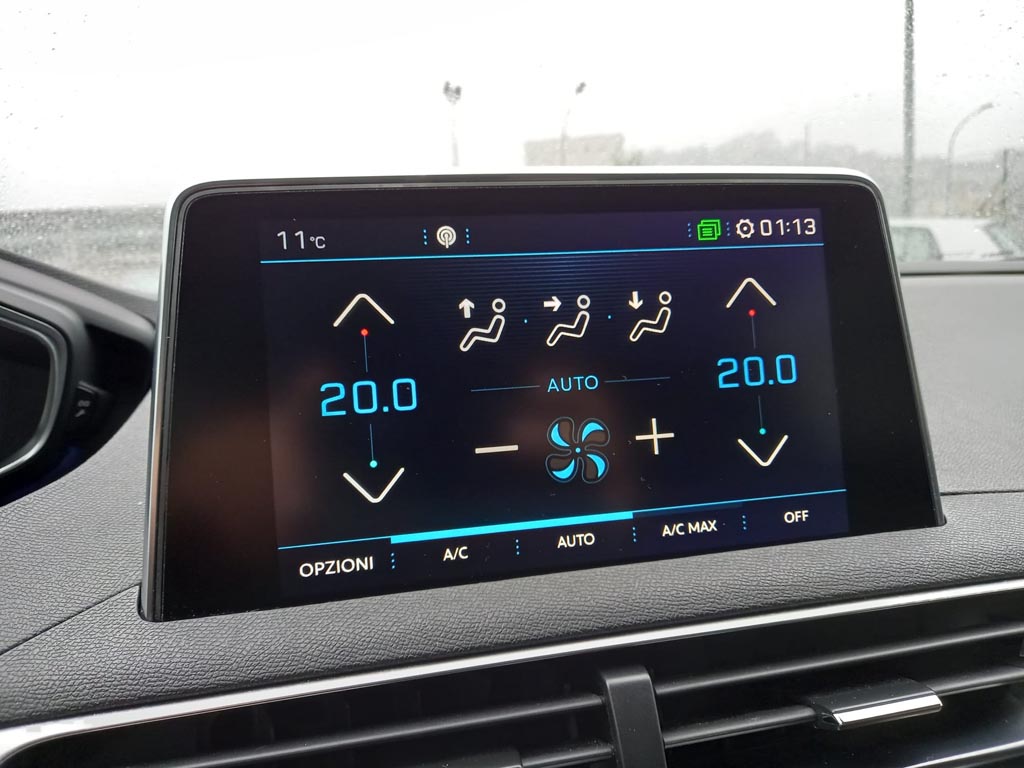 11°C 01:13
20.0 20.0
AUTO
OPZIONI A/C AUTO A/C MAX OFF